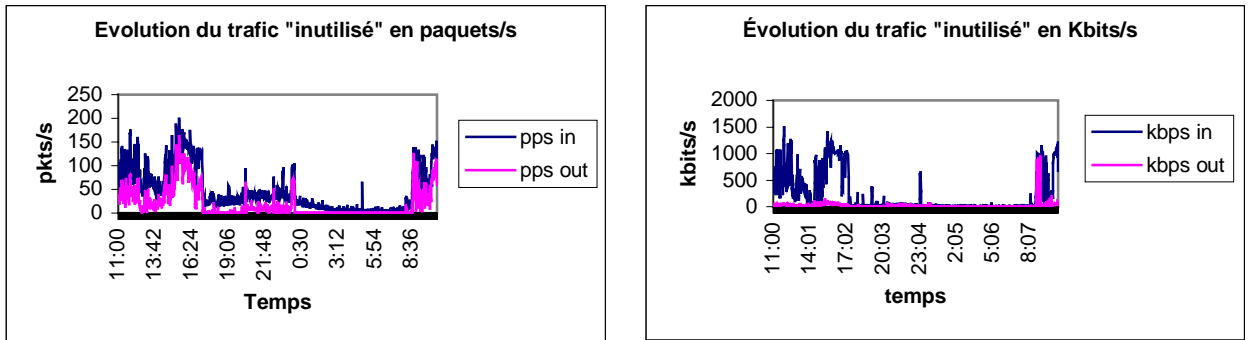 Evolution du trafic "inutilisé" en paquets/s
250
200
150
100
50
0
pkts/s
11:00
13:42
16:24
19:06
21:48
0:30
3:12
5:54
8:36
Temps
pps in
pps out
Évolution du trafic "inutilisé" en Kbits/s
2000
1500
1000
500
0
kbits/s
11:00
14:01
17:02
20:03
23:04
2:05
5:06
8:07
temps
kbps in
kbps out